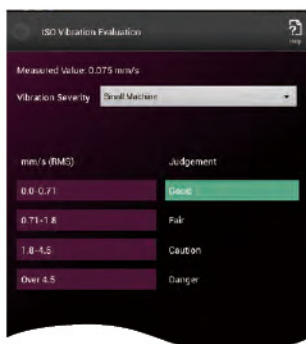 ISO Vibration Evaluation
Help
Measured Value: 0.075 mm/s
Vibration Severity Small Machine
mm/s (RMS) Judgement
0.0-0.71 Good
0.71-1.8 Fair
1.8-4.5 Caution
Over 4.5 Danger